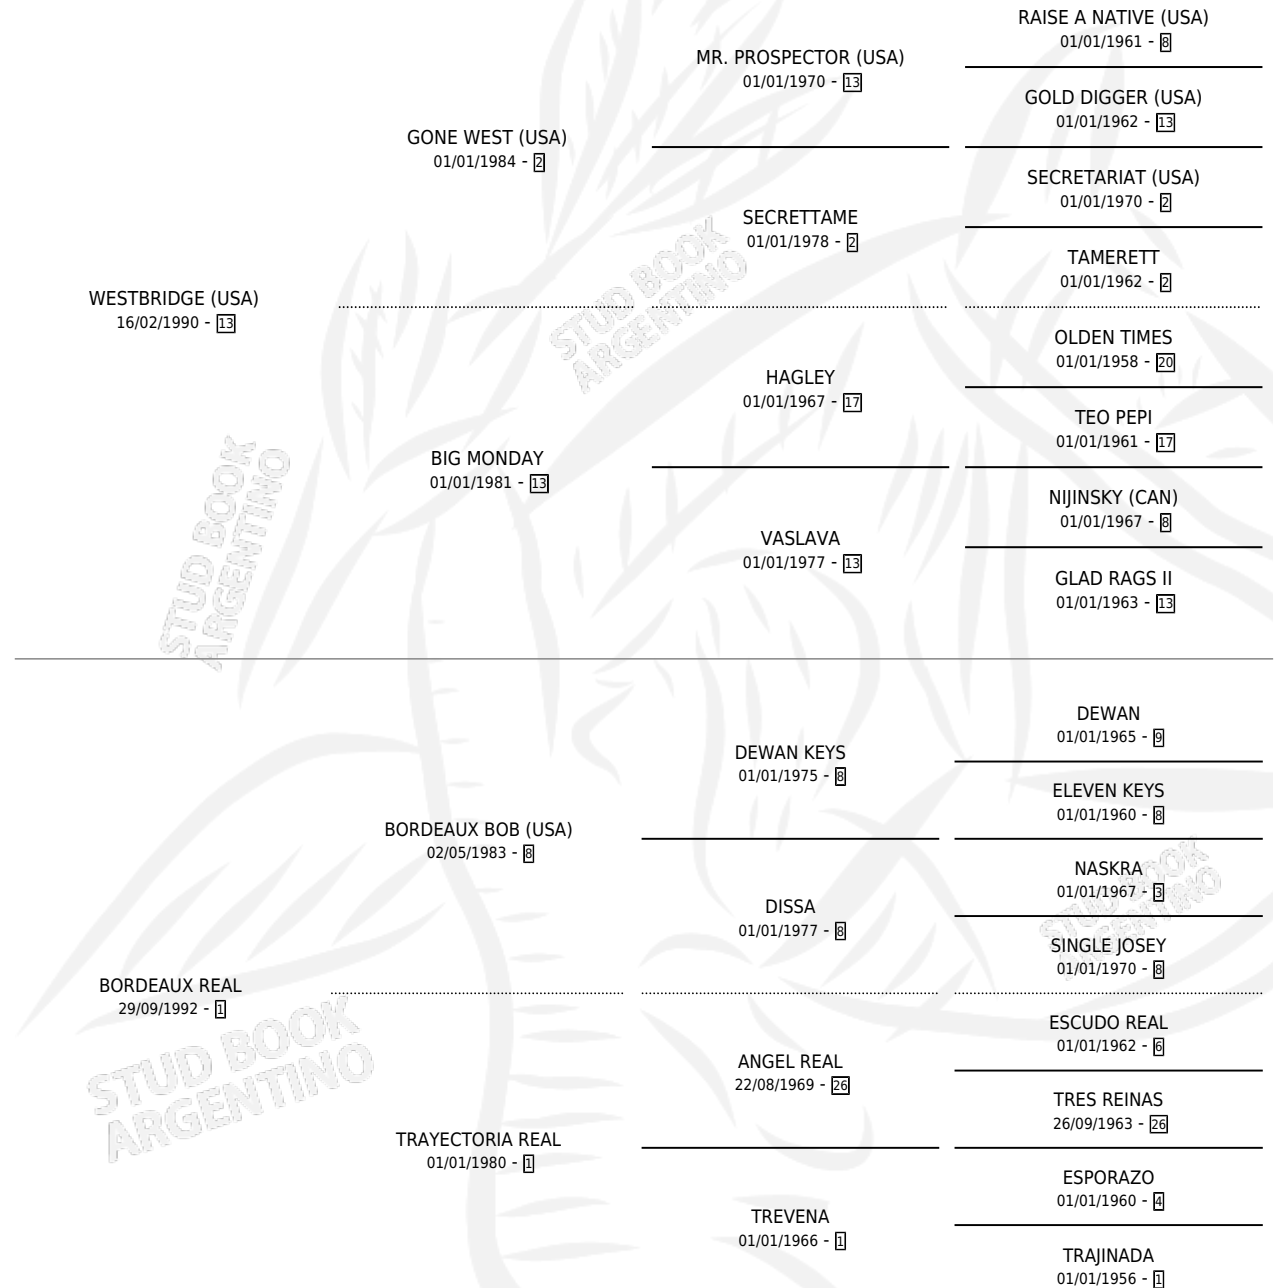 RAISE A NATIVE (USA)
01/01/1961 - 8
MR. PROSPECTOR (USA)
01/01/1970 - 13
GOLD DIGGER (USA)
01/01/1962 - 13
GONE WEST (USA)
01/01/1984 - 2
SECRETARIAT (USA)
01/01/1970 - 2
SECRETTAME
01/01/1978 - 2
TAMERETT
01/01/1962 - 2
WESTBRIDGE (USA)
16/02/1990 - 13
OLDEN TIMES
01/01/1958 - 20
HAGLEY
01/01/1967 - 17
TEO PEPI
01/01/1961 - 17
BIG MONDAY
01/01/1981 - 13
NIJINSKY (CAN)
01/01/1967 - 8
VASLAVA
01/01/1977 - 13
GLAD RAGS II
01/01/1963 - 13
STUD BOOK
ARGENTINO
STUD BOOK
ARGENTINO
DEWAN
01/01/1965 - 9
DEWAN KEYS
01/01/1975 - 8
ELEVEN KEYS
01/01/1960 - 8
BORDEAUX BOB (USA)
02/05/1983 - 8
NASKRA
01/01/1967 - 3
DISSA
01/01/1977 - 8
SINGLE JOSEY
01/01/1970 - 8
STUD BOOK
ARGENTINO
BORDEAUX REAL
29/09/1992 - 1
ESCUDO REAL
01/01/1962 - 6
ANGEL REAL
22/08/1969 - 26
TRES REINAS
26/09/1963 - 26
STUD BOOK
ARGENTINO
TRAYECTORIA REAL
01/01/1980 - 1
ESPORAZO
01/01/1960 - 4
TREVENA
01/01/1966 - 1
TRAJINADA
01/01/1956 - 1